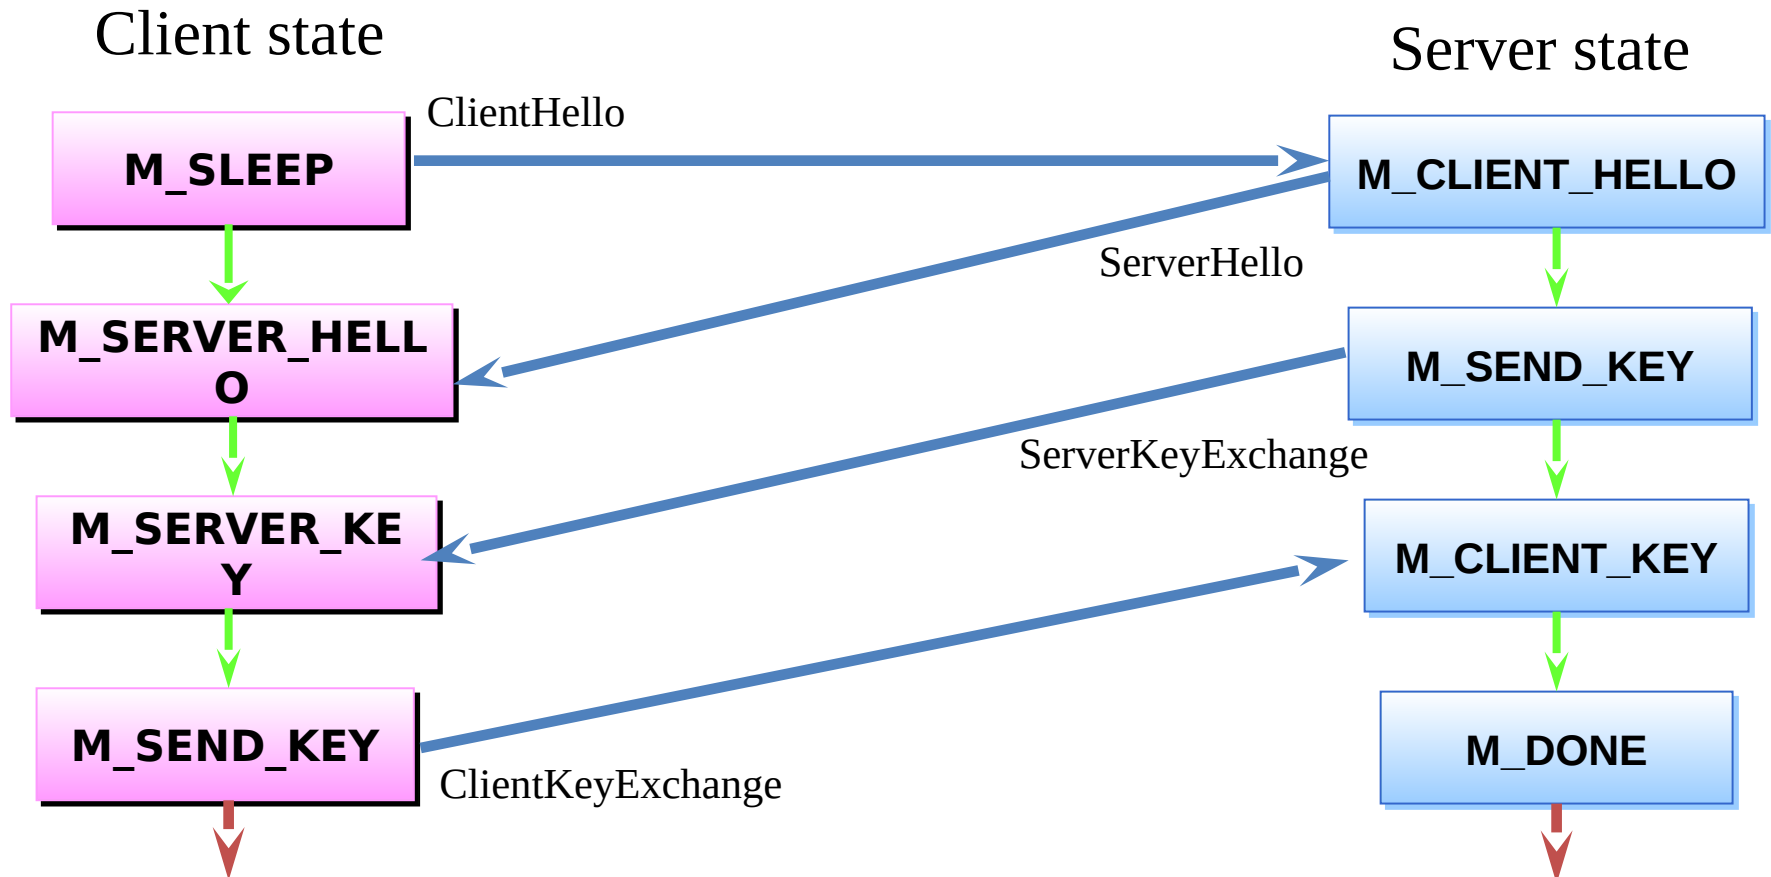 Client state
Server state
ClientHello
M_SLEEP
M_CLIENT_HELLO
ServerHello
M_SERVER_HELL
O
M_SEND_KEY
ServerKeyExchange
M_SERVER_KE
Y
M_CLIENT_KEY
M_SEND_KEY
M_DONE
ClientKeyExchange